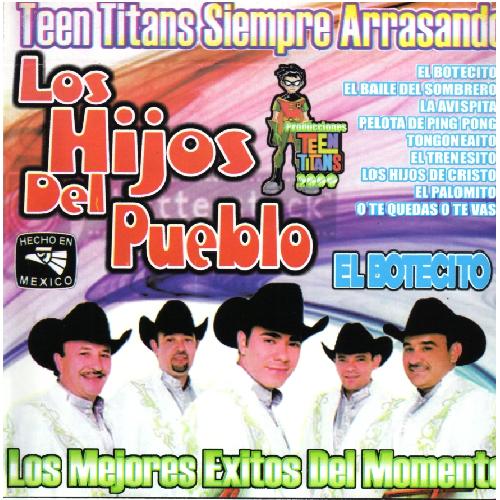 Teen Titans Siempre Arrasando
Los
Hijos
Del
Pueblo
Producciones
TEEN
TITANS
2009
EL BOTECITO
EL BAILE DEL SOMBRERO
LA AVISPITA
PELOTA DE PING PONG
TONGONEAITO
EL TRENESITO
LOS HIJOS DE CRISTO
EL PALOMITO
O TE QUEDAS O TE VAS
HECHO EN
MEXICO
EL BOTECITO
Los Mejores Exitos Del Momento